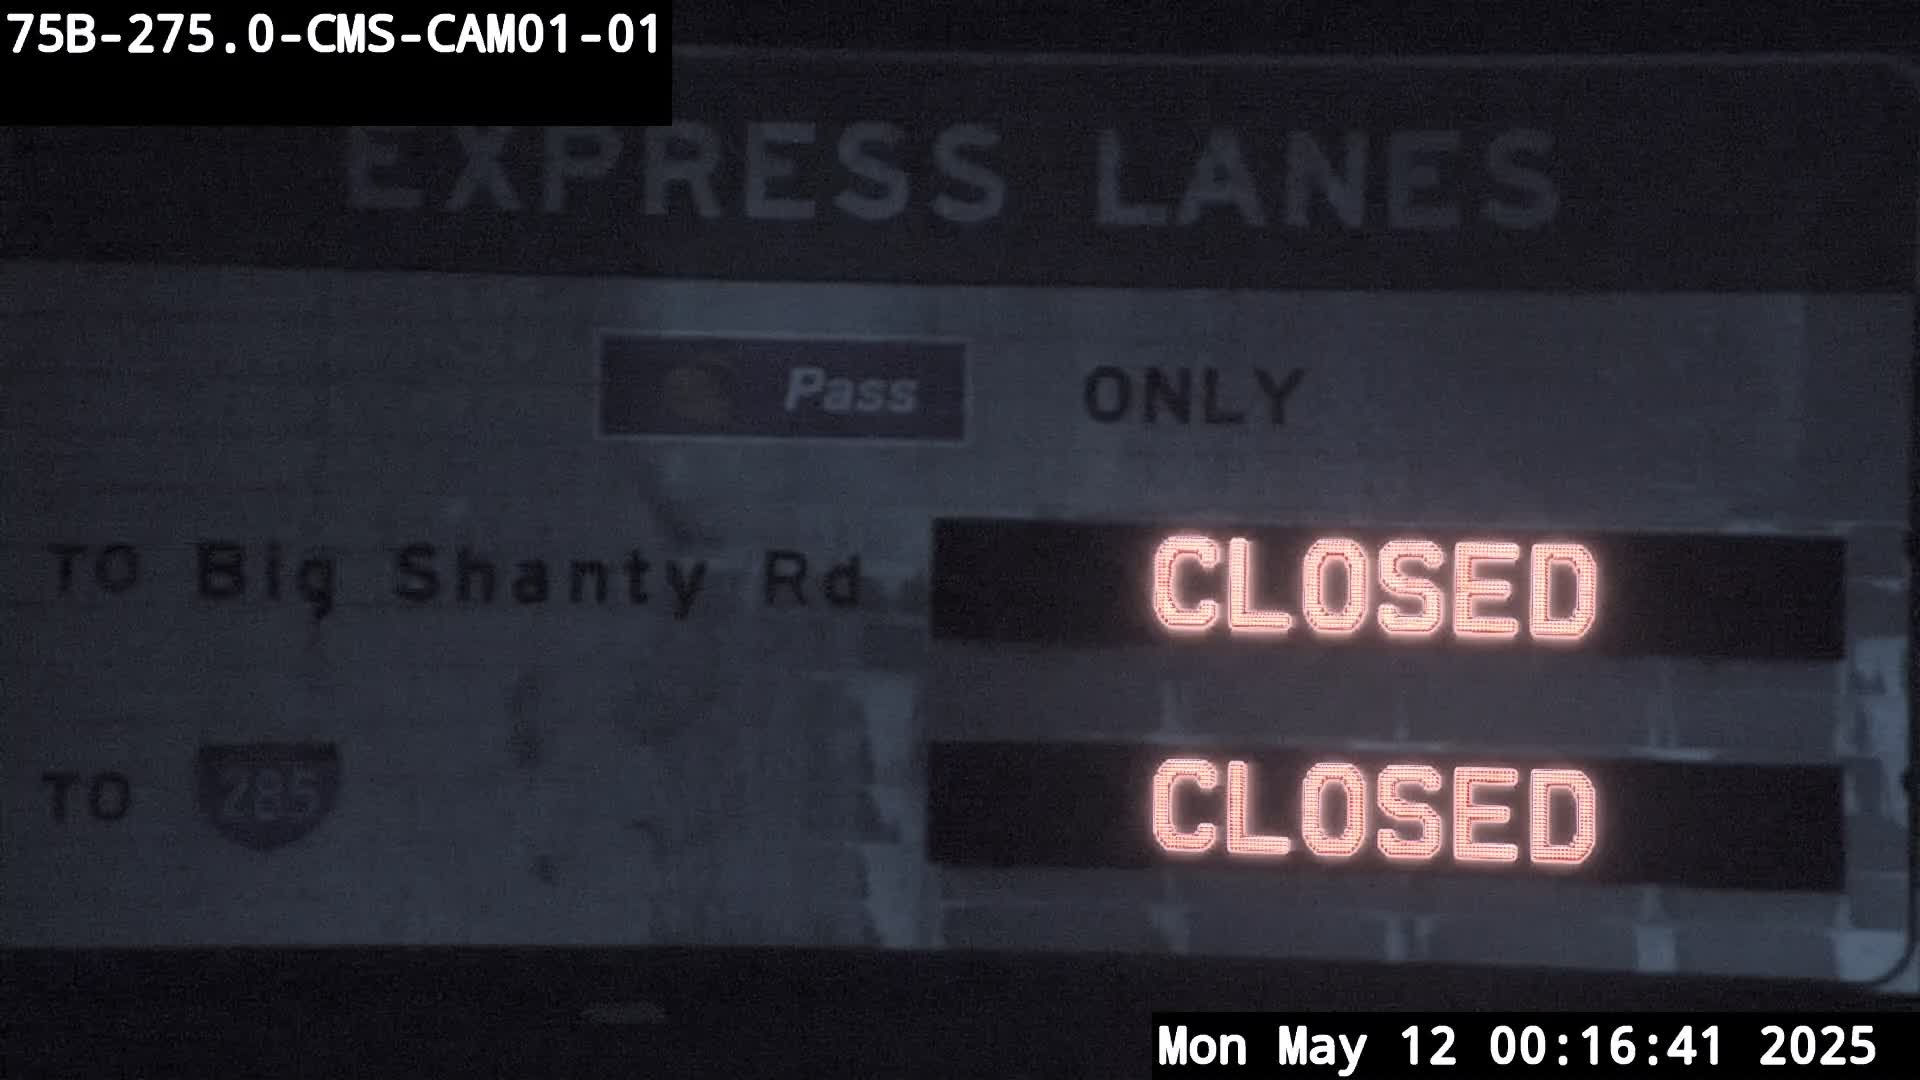 75B-275.0-CMS-CAM01-01
EXPRESS LANES
Pass ONLY
TO Big Shanty Rd CLOSED
TO 285 CLOSED
Mon May 12 00:16:41 2025